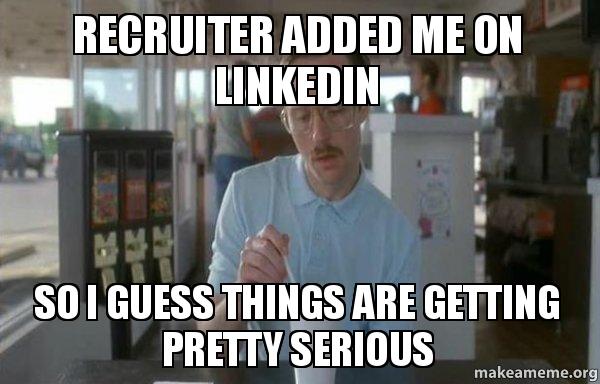 RECRUITER ADDED ME ON
LINKEDIN
SO I GUESS THINGS ARE GETTING
PRETTY SERIOUS
makeameme.org